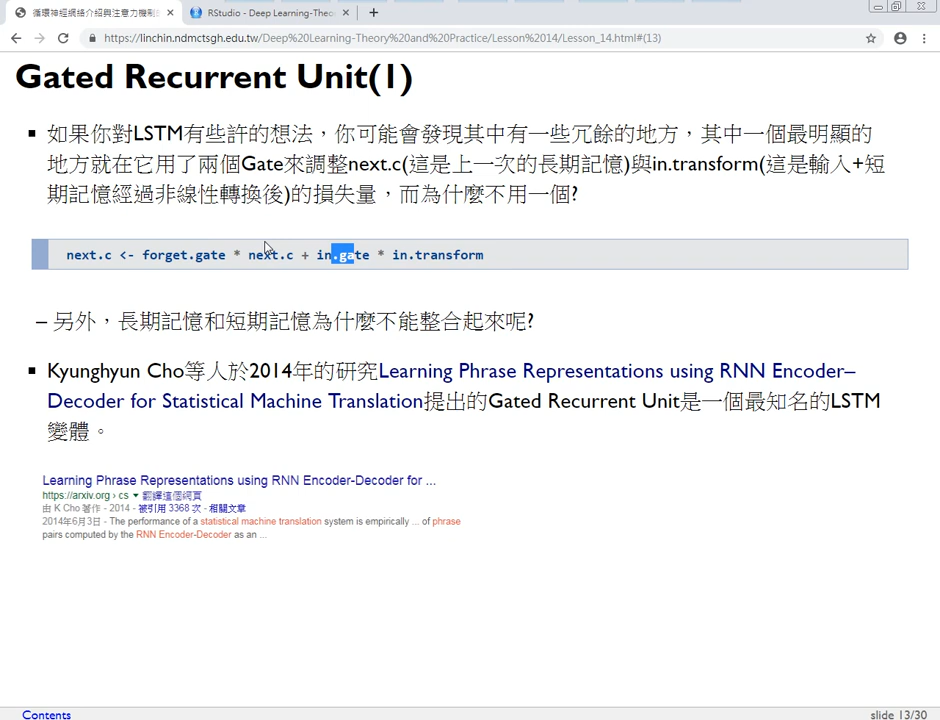 循環神經網絡介紹與注意力機制
RStudio - Deep Learning-Theor
https://linchin.ndmctsgh.edu.tw/Deep%20Learning-Theory%20and%20Practice/Lesson%2014/Lesson_14.html#(13)
Gated Recurrent Unit(1)
如果你對LSTM有些許的想法，你可能會發現其中有一些冗餘的地方，其中一個最明顯的
地方就在它用了兩個Gate來調整next.c(這是上一次的長期記憶)與in.transform(這是輸入+短
期記憶經過非線性轉換後)的損失量，而為什麼不用一個?
next.c <- forget.gate * next.c + in.gate * in.transform
– 另外，長期記憶和短期記憶為什麼不能整合起來呢?
Kyunghyun Cho等人於2014年的研究Learning Phrase Representations using RNN Encoder–
Decoder for Statistical Machine Translation提出的Gated Recurrent Unit是一個最知名的LSTM
變體。
Learning Phrase Representations using RNN Encoder-Decoder for ...
https://arxiv.org › cs ▼ 翻譯這個網頁
由 K Cho 著作 - 2014 - 被引用 3368 次 - 相關文章
2014年6月3日 - The performance of a statistical machine translation system is empirically ... of phrase
pairs computed by the RNN Encoder-Decoder as an ...
Contents
slide 13/30